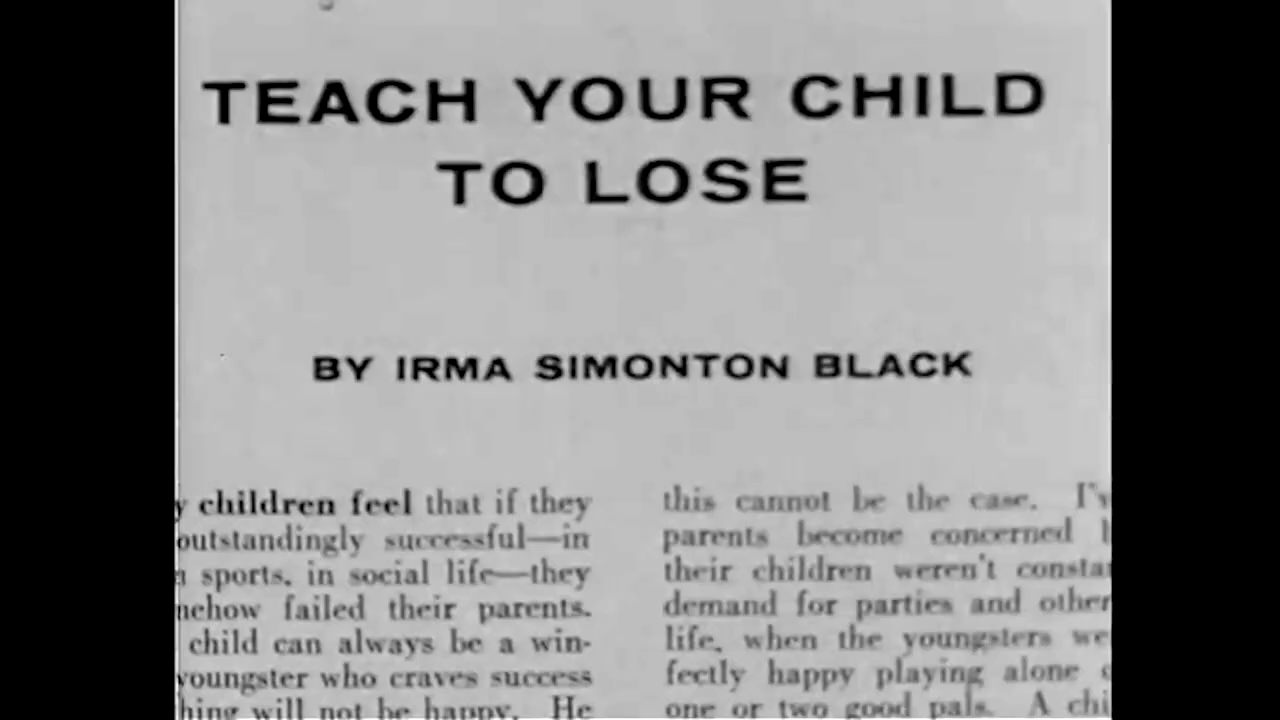 TEACH YOUR CHILD
TO LOSE
BY IRMA SIMONTON BLACK
children feel that if they
outstandingly successful—in
sports, in social life—they
failed their parents.
child can always be a win-
youngster who craves success
will not be happy. He
this cannot be the case.
parents become concerned
their children weren't
demand for parties and other
life, when the youngsters
happy playing alone
one or two good pals. A